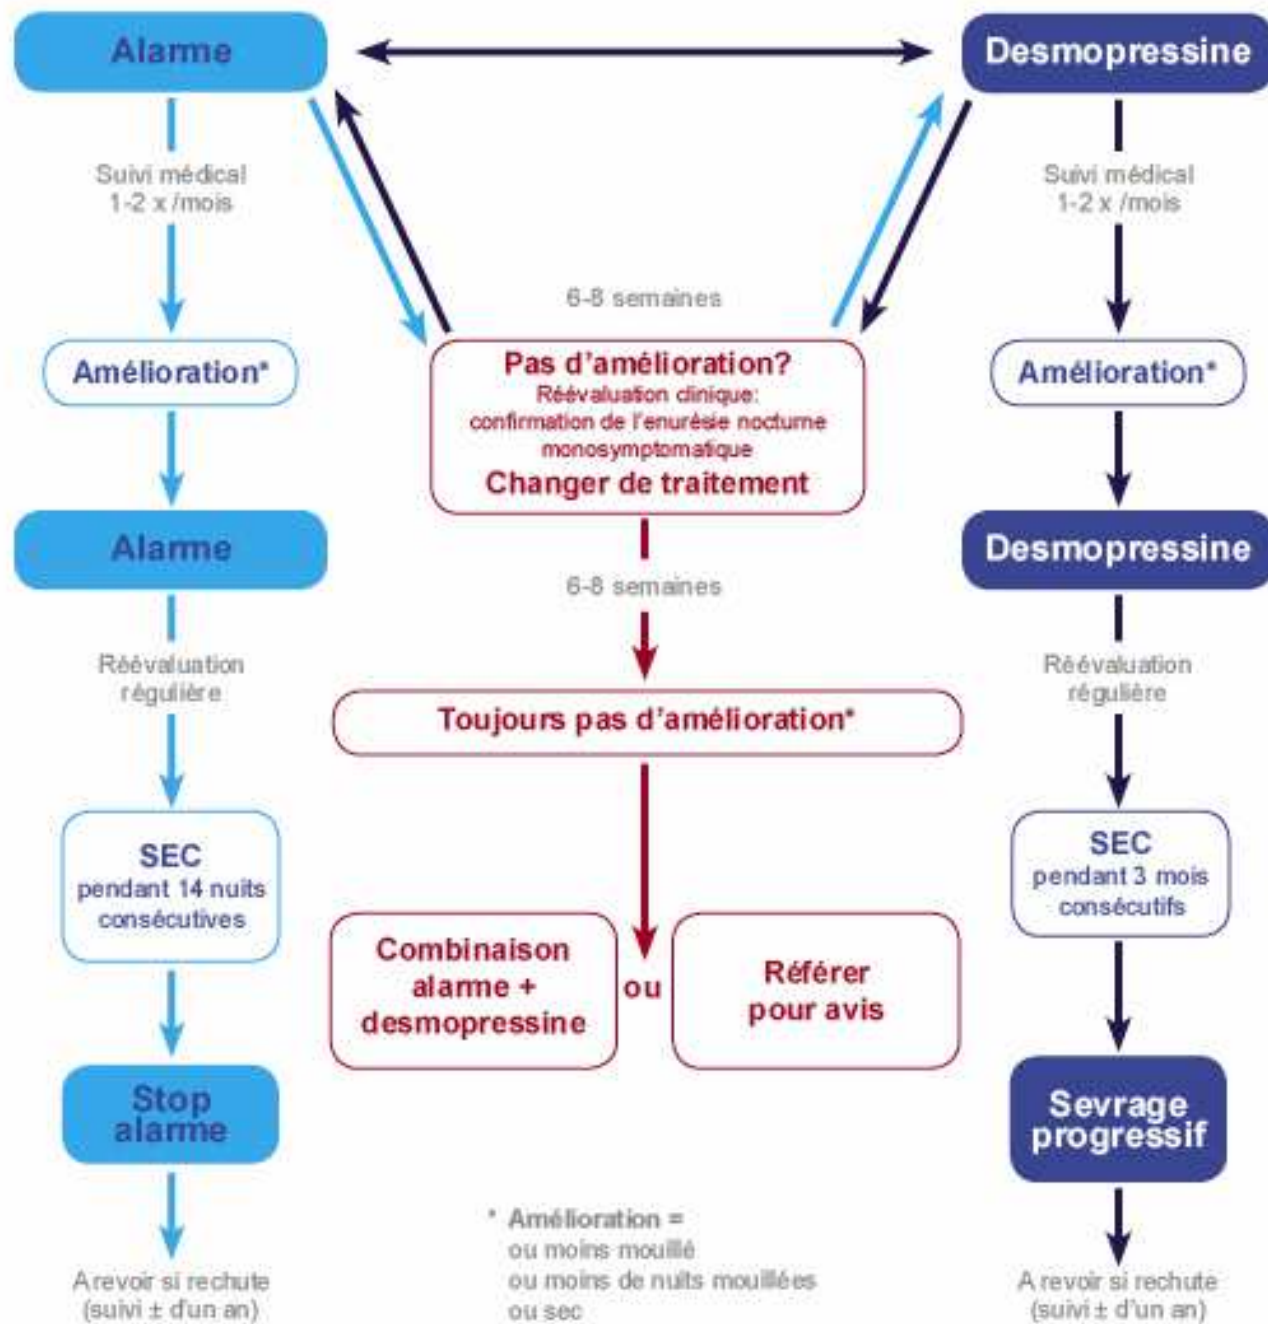 Alarme
Desmopressine
Suivi médical
1-2 x /mois
Suivi médical
1-2 x /mois
6-8 semaines
Amélioration*
Pas d'amélioration?
Réévaluation clinique:
confirmation de l'enurésie nocturne
monosymptomatique
Changer de traitement
Amélioration*
Alarme
Desmopressine
6-8 semaines
Réévaluation
régulière
Réévaluation
régulière
Toujours pas d'amélioration*
SEC
pendant 14 nuits
consécutives
SEC
pendant 3 mois
consécutifs
Combinaison
alarme +
desmopressine
ou
Référer
pour avis
Stop
alarme
Sevrage
progressif
* Amélioration =
ou moins mouillé
ou moins de nuits mouillées
ou sec
A revoir si rechute
(suivi ± d'un an)
A revoir si rechute
(suivi ± d'un an)